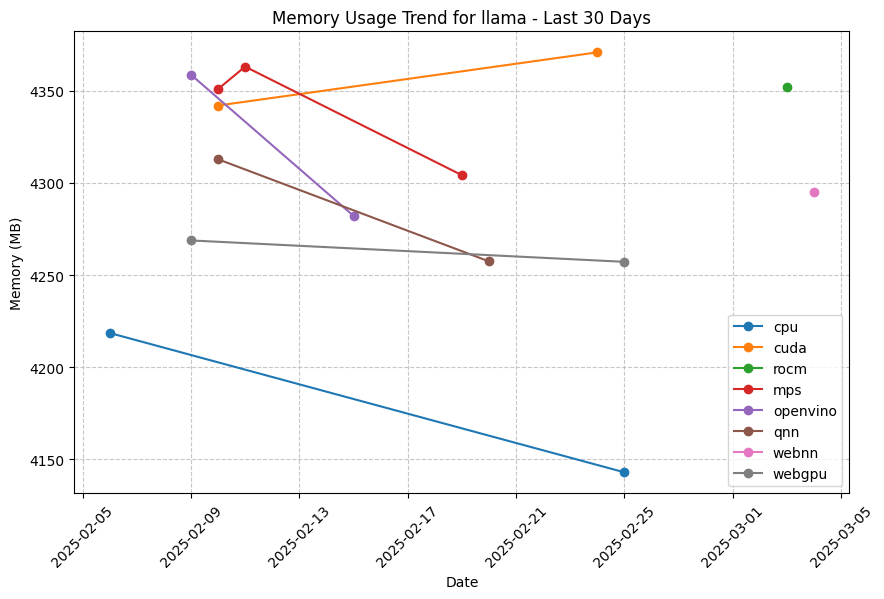 Memory Usage Trend for llama - Last 30 Days
Memory (MB)
4350
4300
4250
4200
4150
cpu
cuda
rocm
mps
openvino
qnn
webnn
webgpu
2025-02-05
2025-02-09
2025-02-13
2025-02-17
2025-02-21
2025-02-25
2025-03-01
2025-03-05
Date